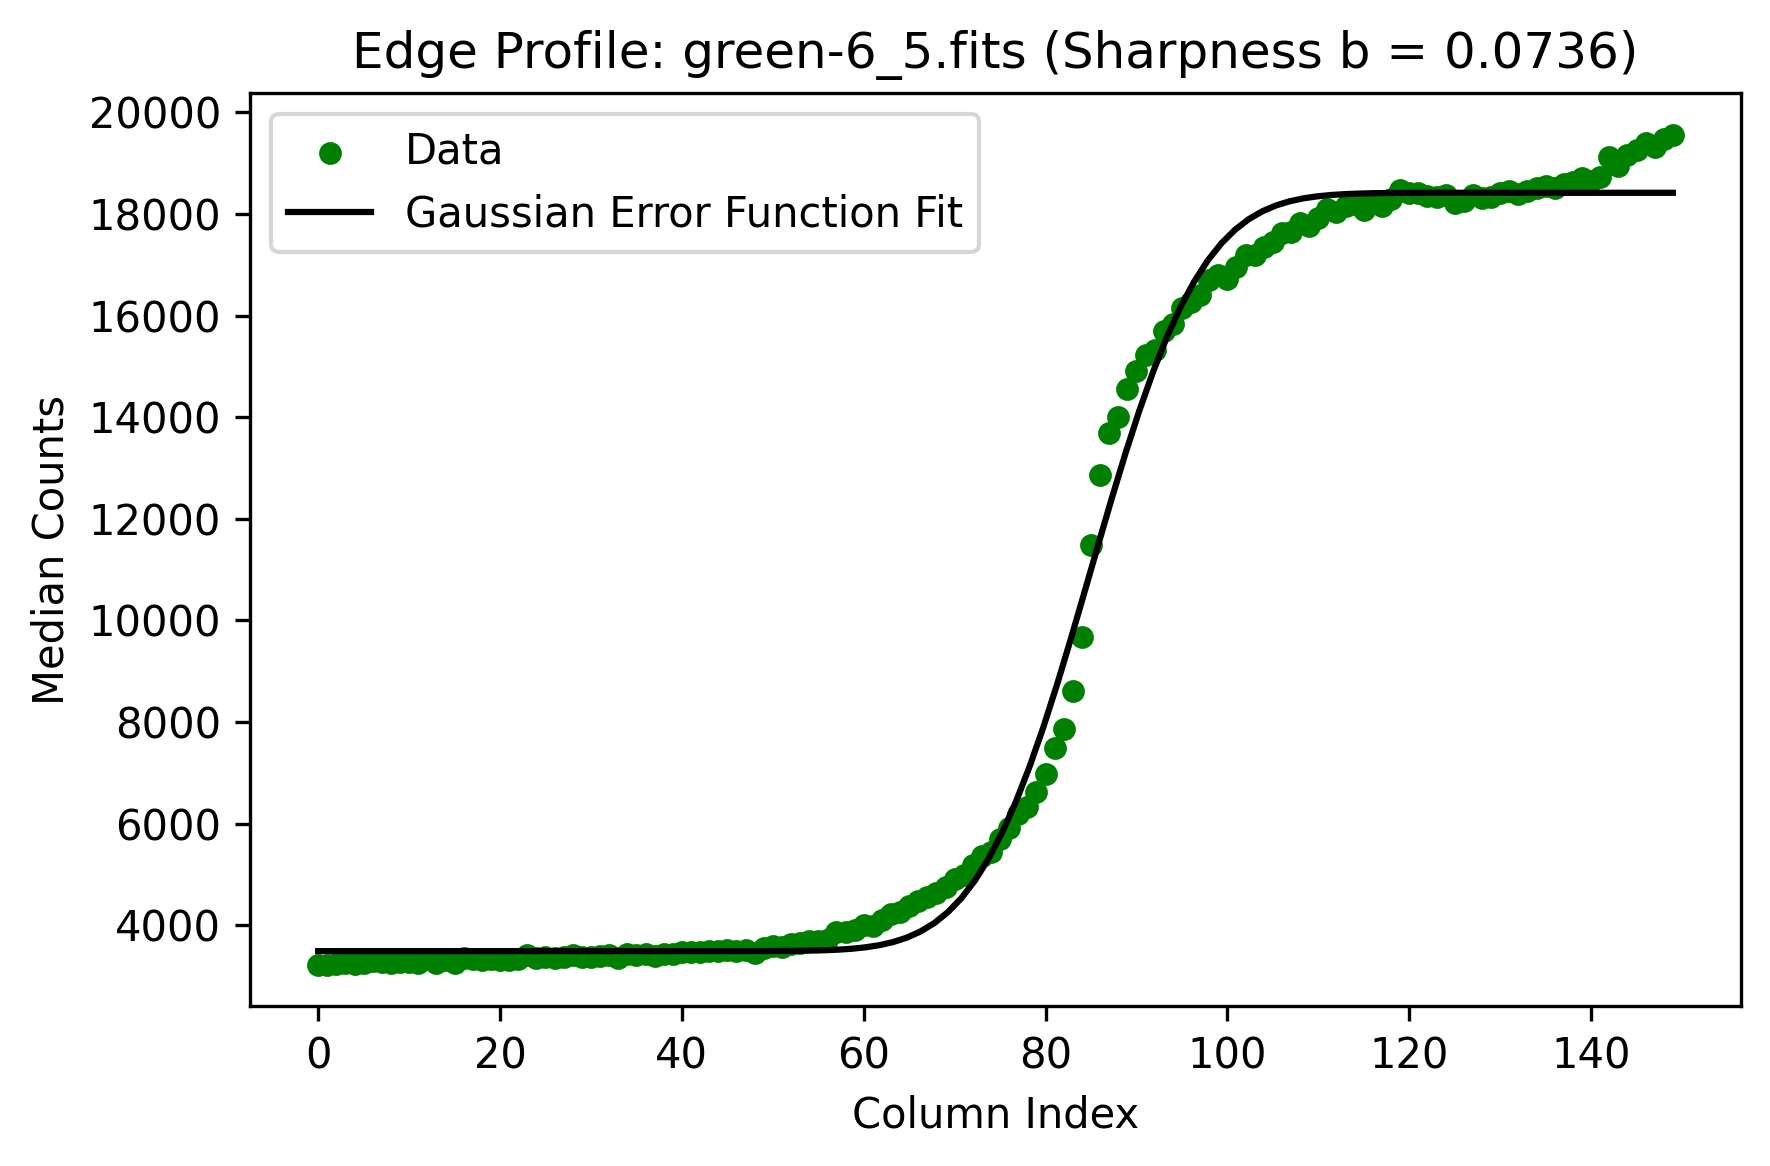 Edge Profile: green-6_5.fits (Sharpness b = 0.0736)
20000
18000
16000
14000
12000
10000
8000
6000
4000
Median Counts
Data
Gaussian Error Function Fit
0 20 40 60 80 100 120 140
Column Index